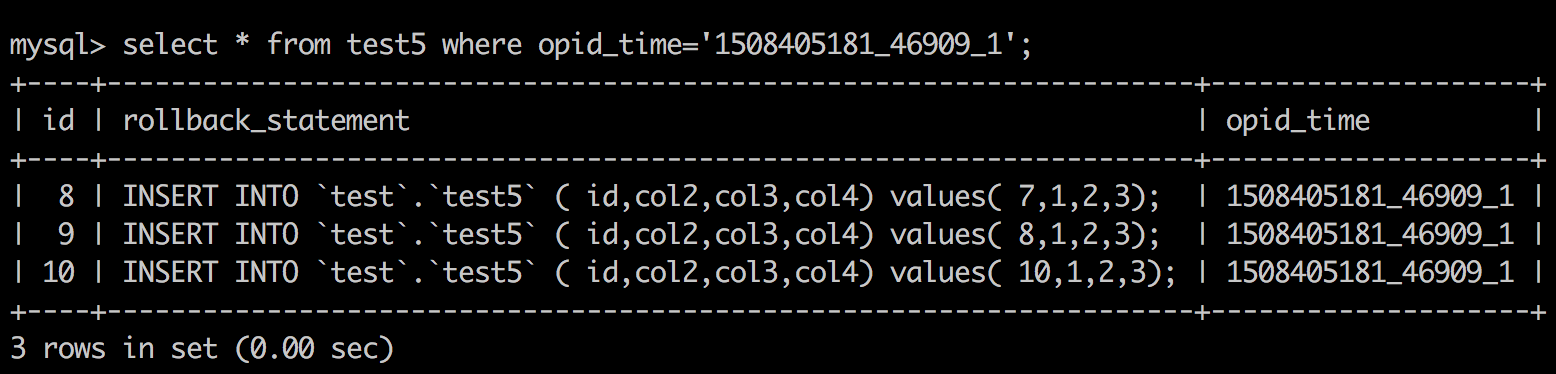 mysql> select * from test5 where opid_time='1508405181_46909_1';
+----+--------------------------------------------------------------------+--------------------+
| id | rollback_statement                                                 | opid_time          |
+----+--------------------------------------------------------------------+--------------------+
|  8 | INSERT INTO `test`.`test5` ( id,col2,col3,col4) values( 7,1,2,3);  | 1508405181_46909_1 |
|  9 | INSERT INTO `test`.`test5` ( id,col2,col3,col4) values( 8,1,2,3);  | 1508405181_46909_1 |
| 10 | INSERT INTO `test`.`test5` ( id,col2,col3,col4) values( 10,1,2,3); | 1508405181_46909_1 |
+----+--------------------------------------------------------------------+--------------------+
3 rows in set (0.00 sec)